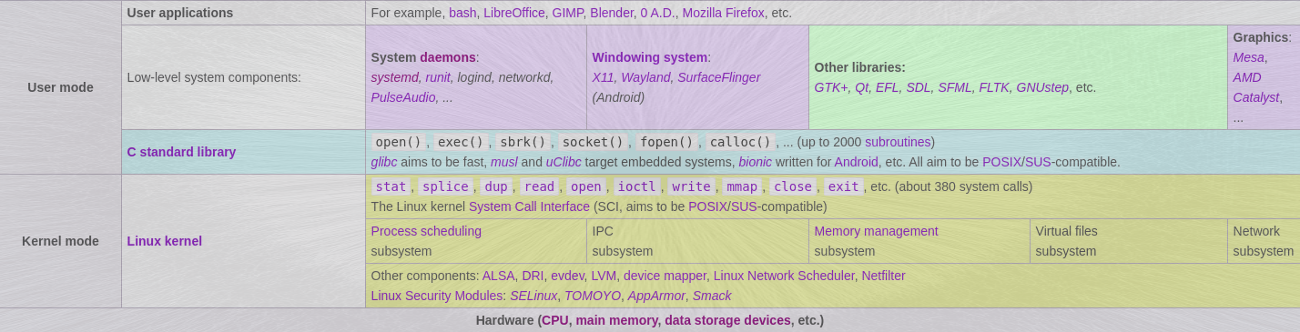 User applications
For example, bash, LibreOffice, GIMP, Blender, 0 A.D., Mozilla Firefox, etc.
User mode
Low-level system components:
System daemons:
systemd, runit, logind, networkd,
PulseAudio, ...
Windowing system:
X11, Wayland, SurfaceFlinger
(Android)
Other libraries:
GTK+, Qt, EFL, SDL, SFML, FLTK, GNUstep, etc.
Graphics:
Mesa,
AMD
Catalyst,
...
C standard library
open(), exec(), sbrk(), socket(), fopen(), calloc(), ... (up to 2000 subroutines)
glibc aims to be fast, musl and uClibc target embedded systems, bionic written for Android, etc. All aim to be POSIX/SUS-compatible.
Kernel mode
Linux kernel
stat, splice, dup, read, open, ioctl, write, mmap, close, exit, etc. (about 380 system calls)
The Linux kernel System Call Interface (SCI, aims to be POSIX/SUS-compatible)
Process scheduling
subsystem
IPC
subsystem
Memory management
subsystem
Virtual files
subsystem
Network
subsystem
Other components: ALSA, DRI, evdev, LVM, device mapper, Linux Network Scheduler, Netfilter
Linux Security Modules: SELinux, TOMOYO, AppArmor, Smack
Hardware (CPU, main memory, data storage devices, etc.)